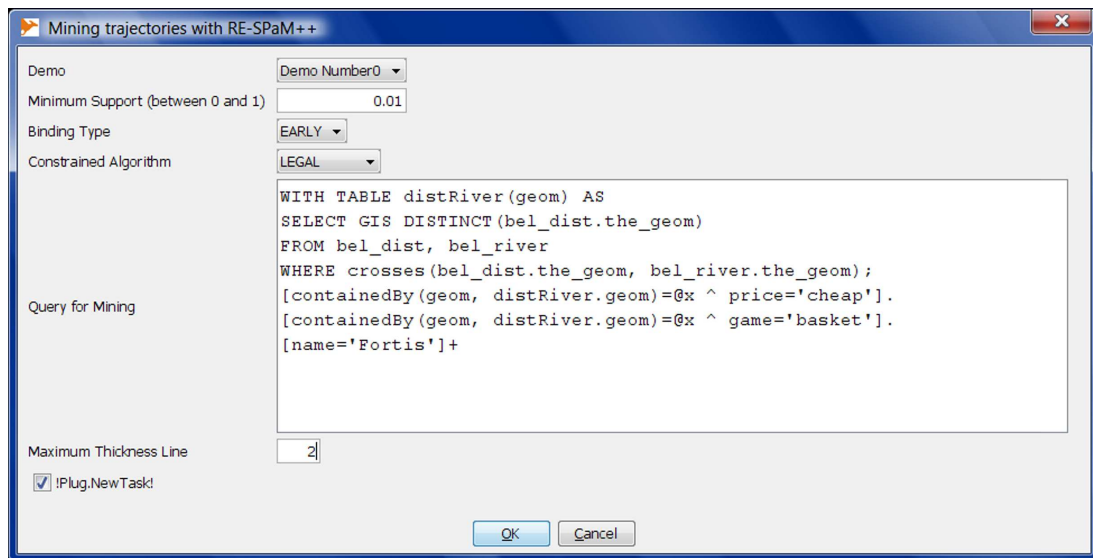 Mining trajectories with RE-SPaM++
Demo
Demo Number0
Minimum Support (between 0 and 1)
0.01
Binding Type
EARLY
Constrained Algorithm
LEGAL
WITH TABLE distRiver(geom) AS
SELECT GIS DISTINCT(bel_dist.the_geom)
FROM bel_dist, bel_river
WHERE crosses(bel_dist.the_geom, bel_river.the_geom);
Query for Mining
[containedBy(geom, distRiver.geom)=@x ^ price='cheap'].
[containedBy(geom, distRiver.geom)=@x ^ game='basket'].
[name='Fortis']+
Maximum Thickness Line
2
!Plug.NewTask!
OK
Cancel